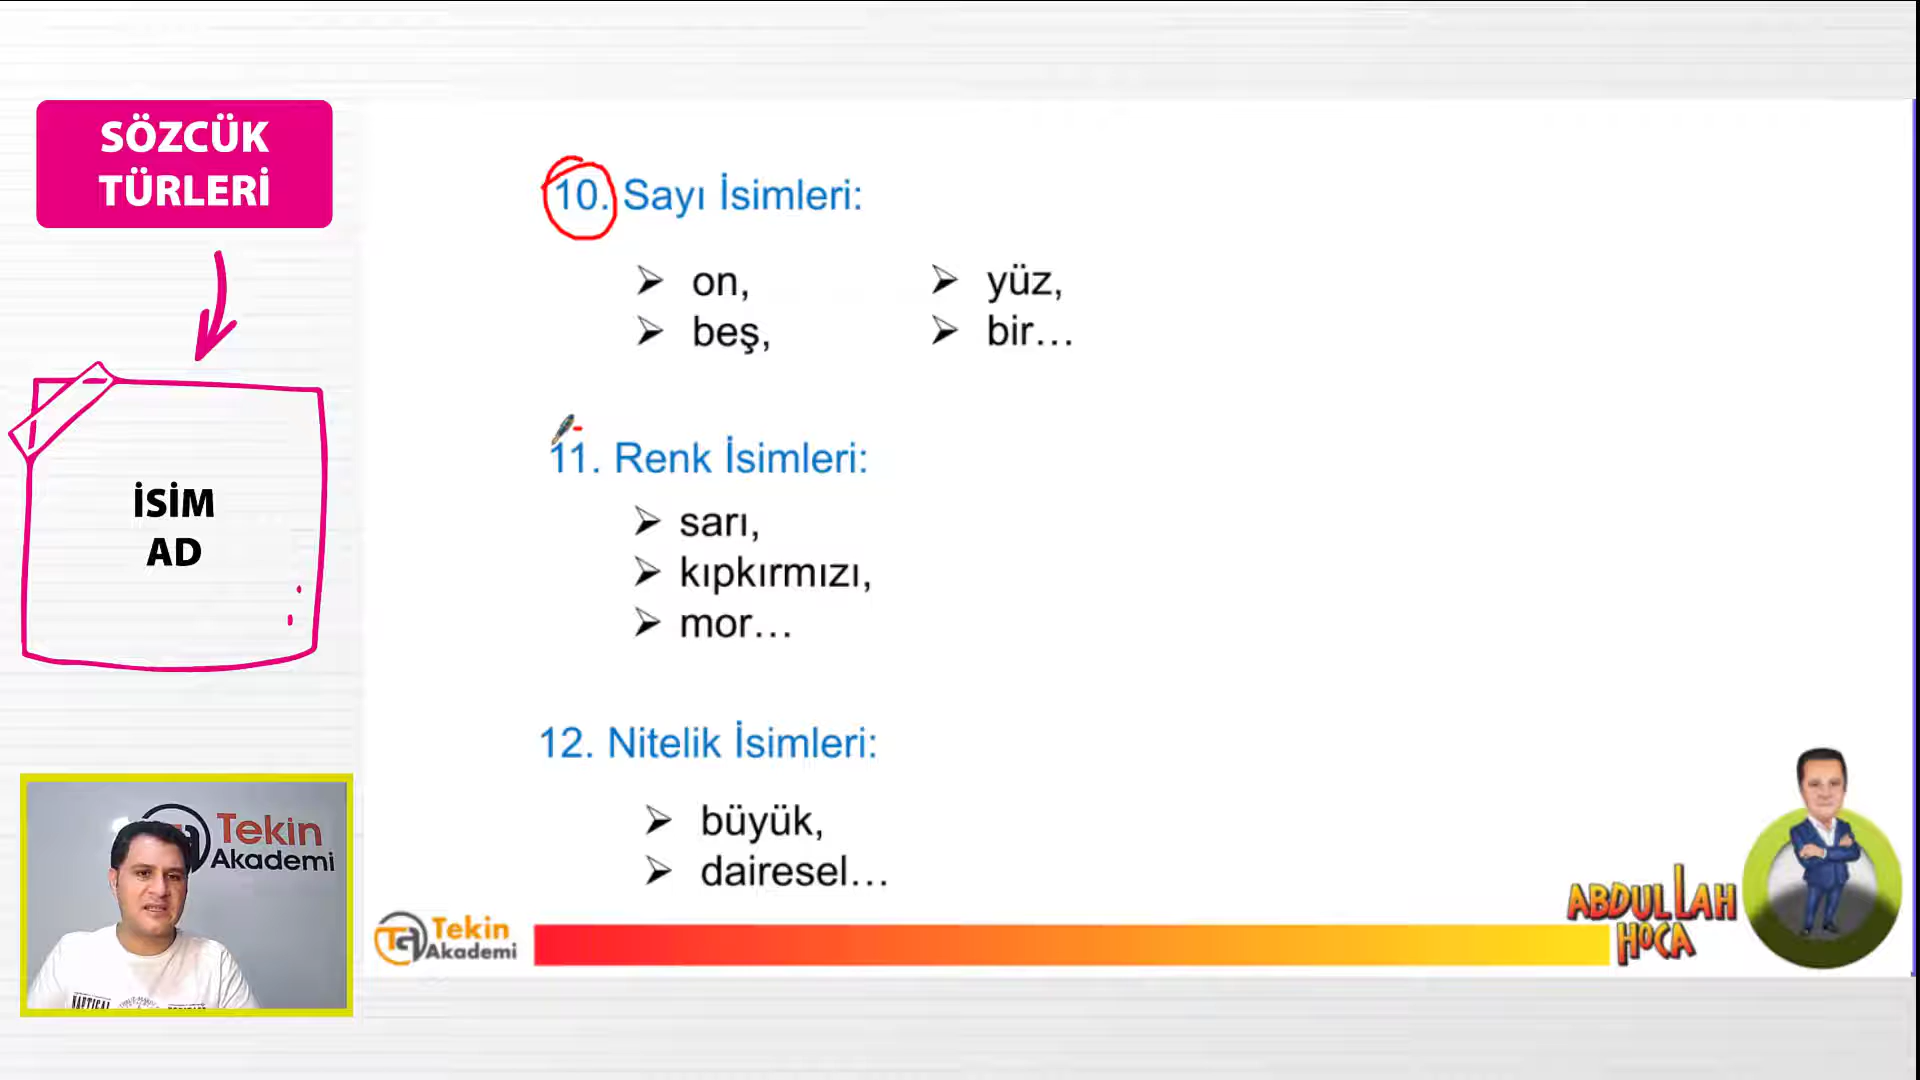 SÖZCÜK
TÜRLERİ
İSİM
AD
10. Sayı İsimleri:
➢ on,
➢ beş,
➢ yüz,
➢ bir…
11. Renk İsimleri:
➢ sarı,
➢ kıpkırmızı,
➢ mor…
12. Nitelik İsimleri:
➢ büyük,
➢ dairesel…
Tekin
Akademi
NAUTICAL
Tekin
Akademi
ABDULLAH
HOCA